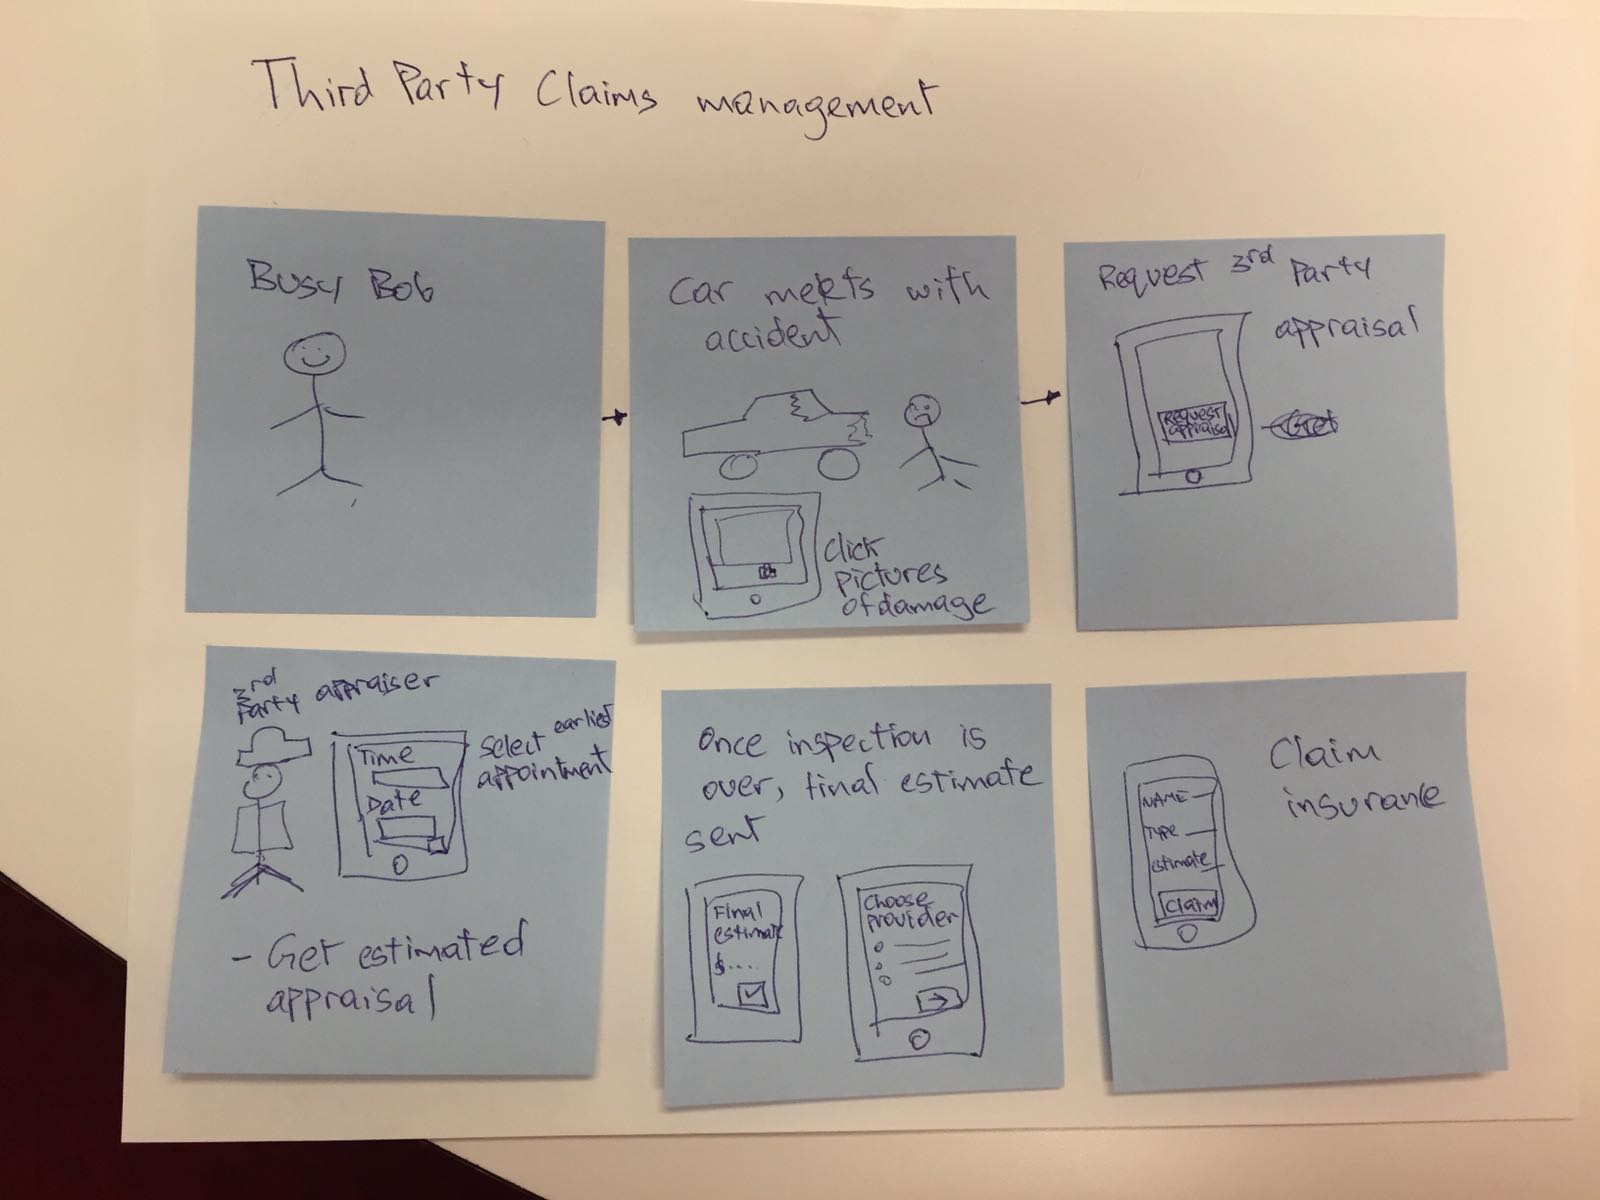 Third Party Claims management
Busy Bob
Car meets with
accident
Click
pictures
of damage
Request 3rd Party
appraisal
Request
appraisal
3rd
Party appraiser
Time
Date
Select earliest
appointment
- Get estimated
appraisal
Once inspection is
over, final estimate
sent
Final
estimate
$....
Choose
provider
Claim
insurance
NAME
TYPE
estimate
Claim